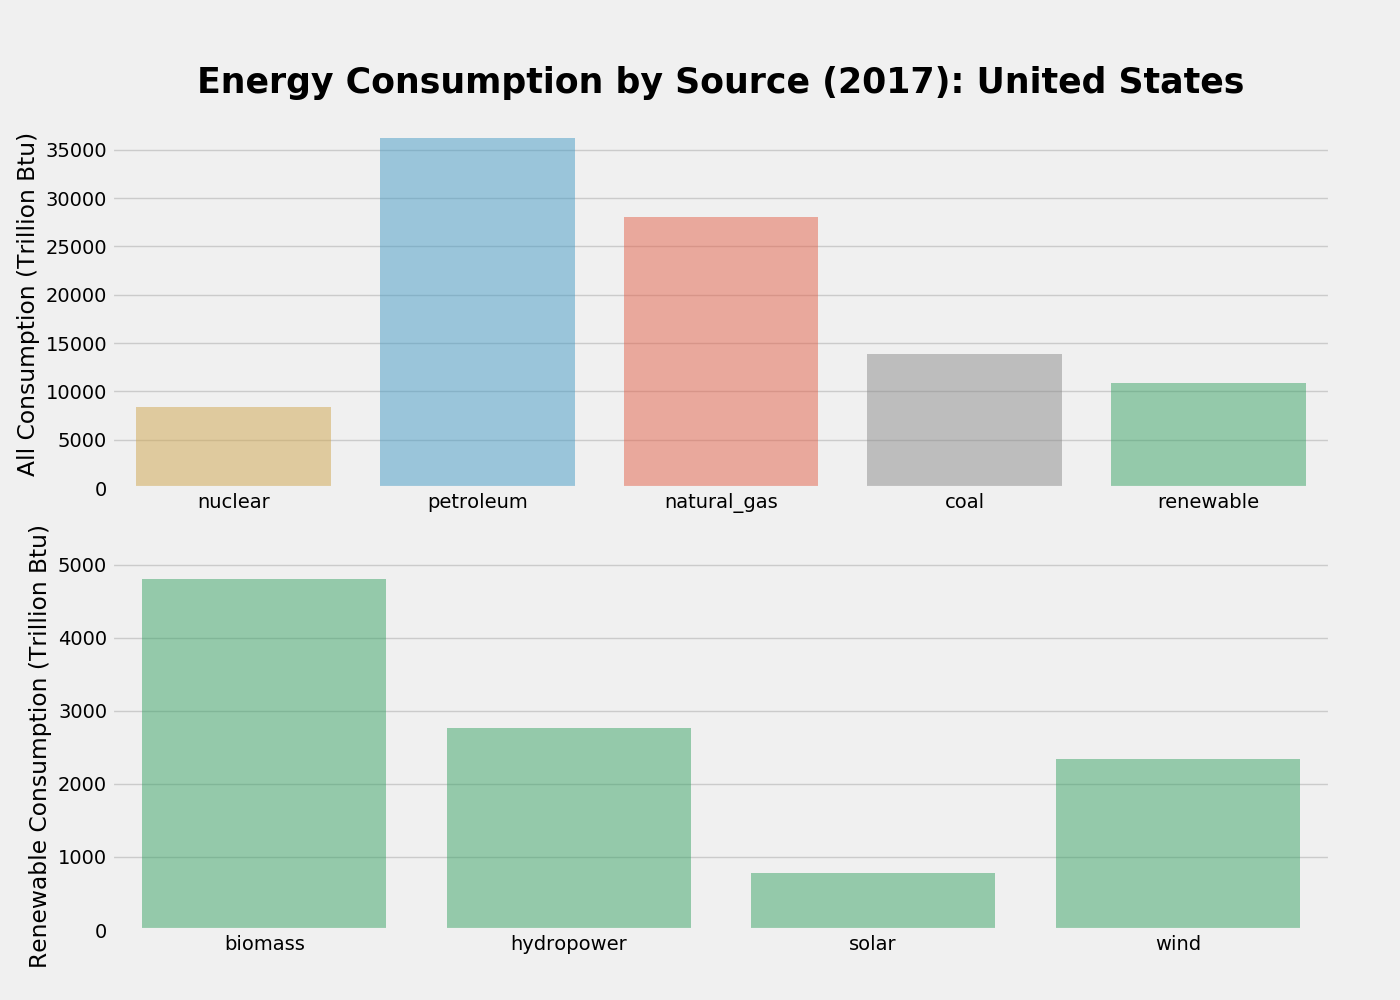 Energy Consumption by Source (2017): United States
All Consumption (Trillion Btu)
35000
30000
25000
20000
15000
10000
5000
0
nuclear petroleum natural_gas coal renewable
Renewable Consumption (Trillion Btu)
5000
4000
3000
2000
1000
0
biomass hydropower solar wind